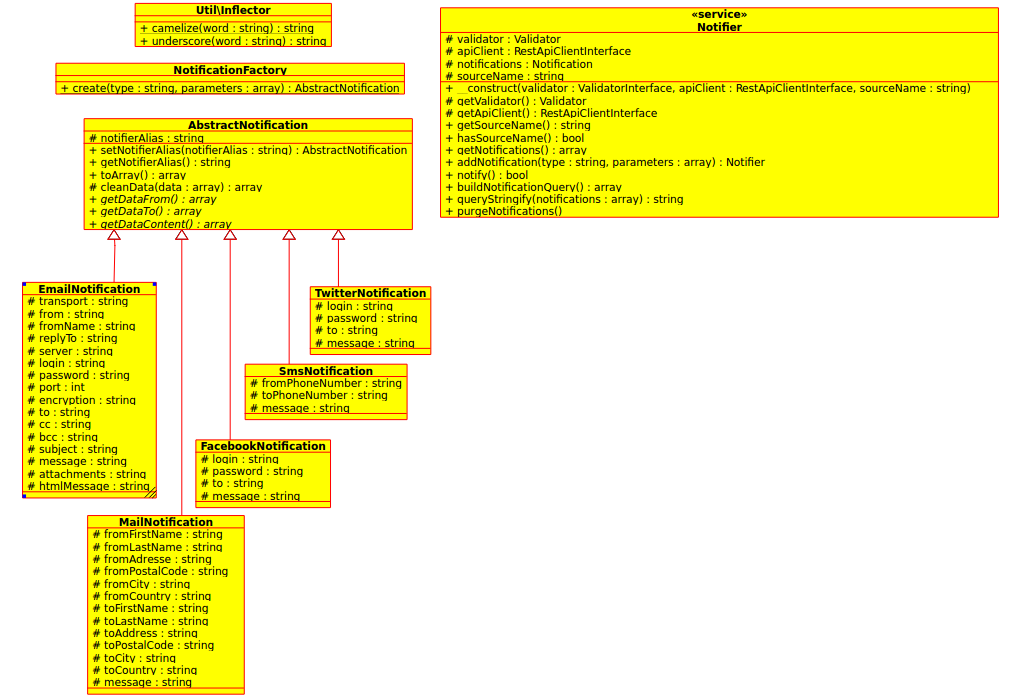 Util\Inflector
+ camelize(word : string) : string
+ underscore(word : string) : string
NotificationFactory
+ create(type : string, parameters : array) : AbstractNotification
AbstractNotification
# notifierAlias : string
+ setNotifierAlias(notifierAlias : string) : AbstractNotification
+ getNotifierAlias() : string
+ toArray() : array
# cleanData(data : array) : array
+ getDataFrom() : array
+ getDataTo() : array
+ getDataContent() : array
«service»
Notifier
# validator : Validator
# apiClient : RestApiClientInterface
# notifications : Notification
# sourceName : string
+ __construct(validator : ValidatorInterface, apiClient : RestApiClientInterface, sourceName : string)
# getValidator() : Validator
# getApiClient() : RestApiClientInterface
+ getSourceName() : string
+ hasSourceName() : bool
+ getNotifications() : array
+ addNotification(type : string, parameters : array) : Notifier
+ notify() : bool
+ buildNotificationQuery() : array
+ queryStringify(notifications : array) : string
+ purgeNotifications()
EmailNotification
# transport : string
# from : string
# fromName : string
# replyTo : string
# server : string
# login : string
# password : string
# port : int
# encryption : string
# to : string
# cc : string
# bcc : string
# subject : string
# message : string
# attachments : string
# htmlMessage : string
TwitterNotification
# login : string
# password : string
# to : string
# message : string
SmsNotification
# fromPhoneNumber : string
# toPhoneNumber : string
# message : string
FacebookNotification
# login : string
# password : string
# to : string
# message : string
MailNotification
# fromFirstName : string
# fromLastName : string
# fromAdresse : string
# fromPostalCode : string
# fromCity : string
# fromCountry : string
# toFirstName : string
# toLastName : string
# toAddress : string
# toPostalCode : string
# toCity : string
# toCountry : string
# message : string